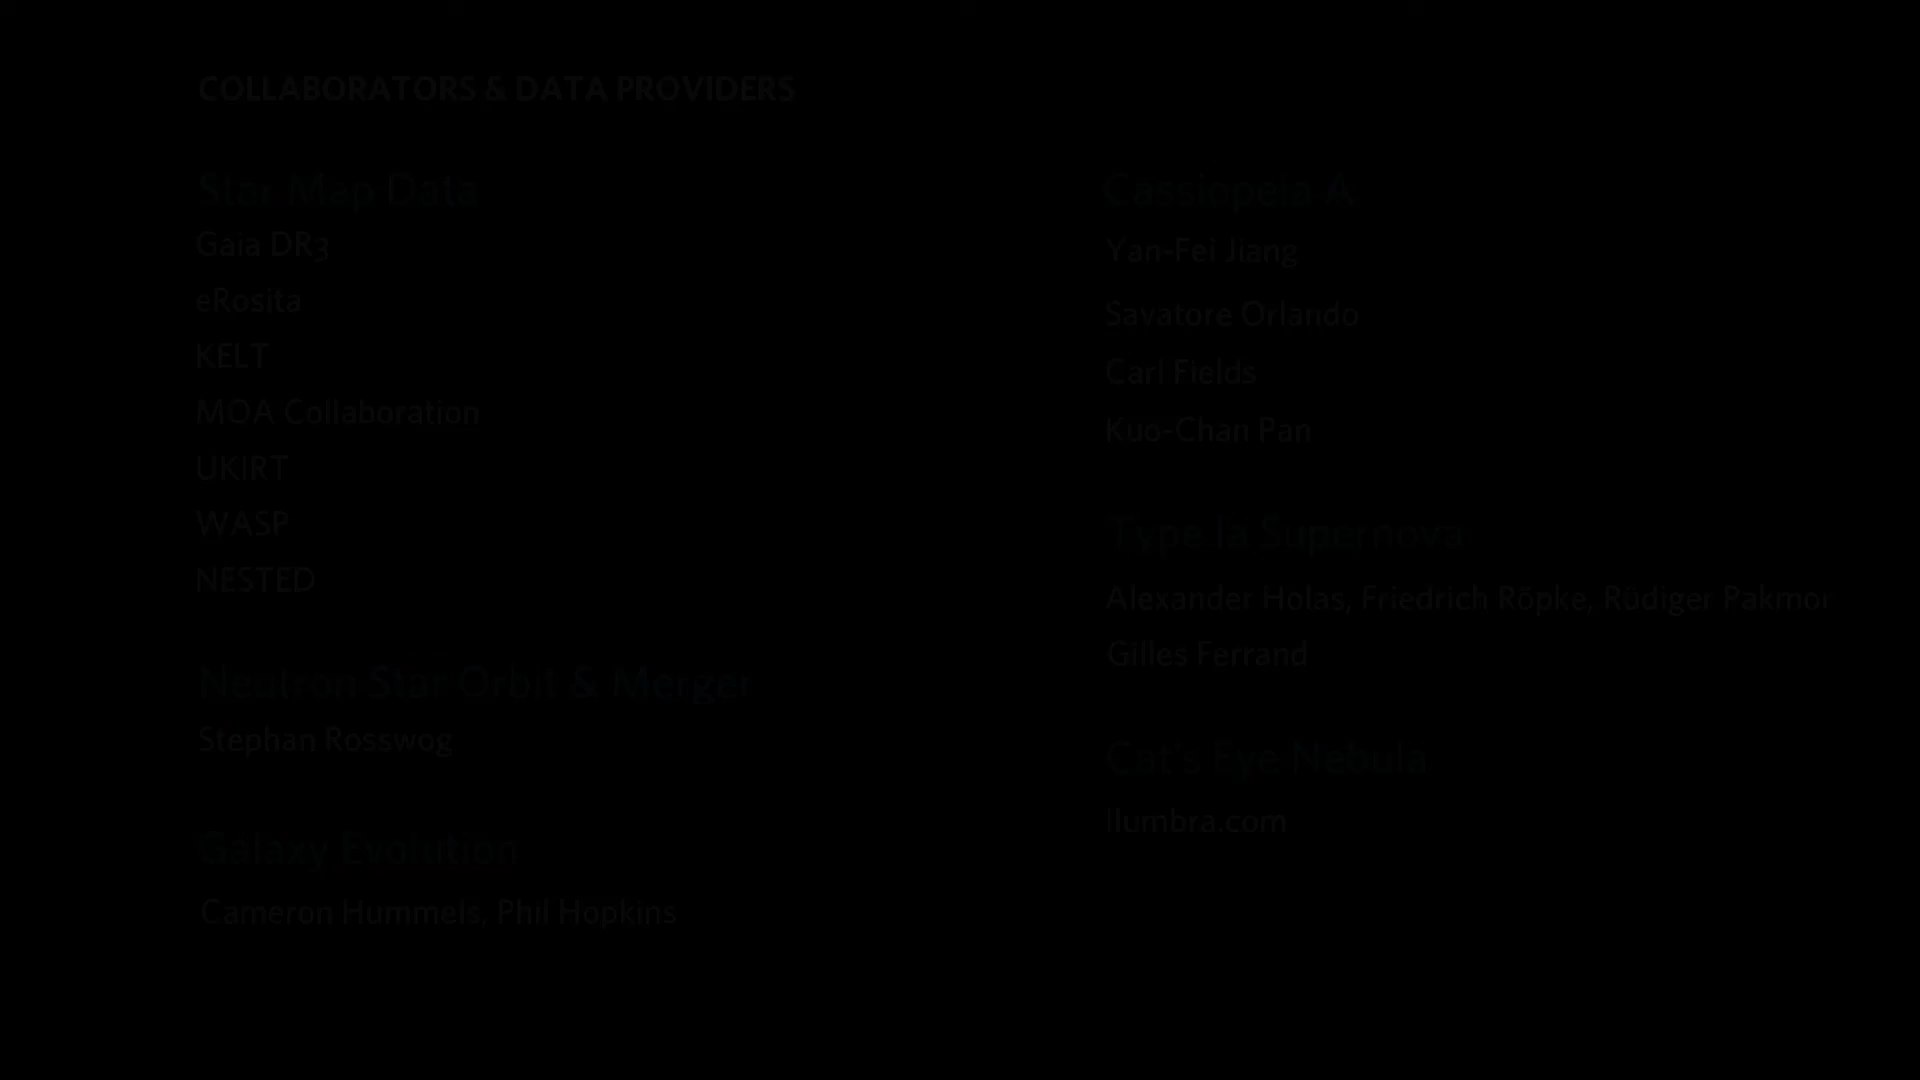 COLLABORATORS & DATA PROVIDERS
Star Map Data
Gaia DR3
eRosita
KELT
MOA Collaboration
UKIRT
WASP
NESTED
Neutron Star Orbit & Merger
Stephan Rosswog
Galaxy Evolution
Cameron Hummels, Phil Hopkins
Cassiopeia A
Yan-Fei Jiang
Savatore Orlando
Carl Fields
Kuo-Chan Pan
Type Ia Supernova
Alexander Holas, Friedrich Röpke, Rüdiger Pakmor
Gilles Ferrand
Cat's Eye Nebula
Ilumbra.com